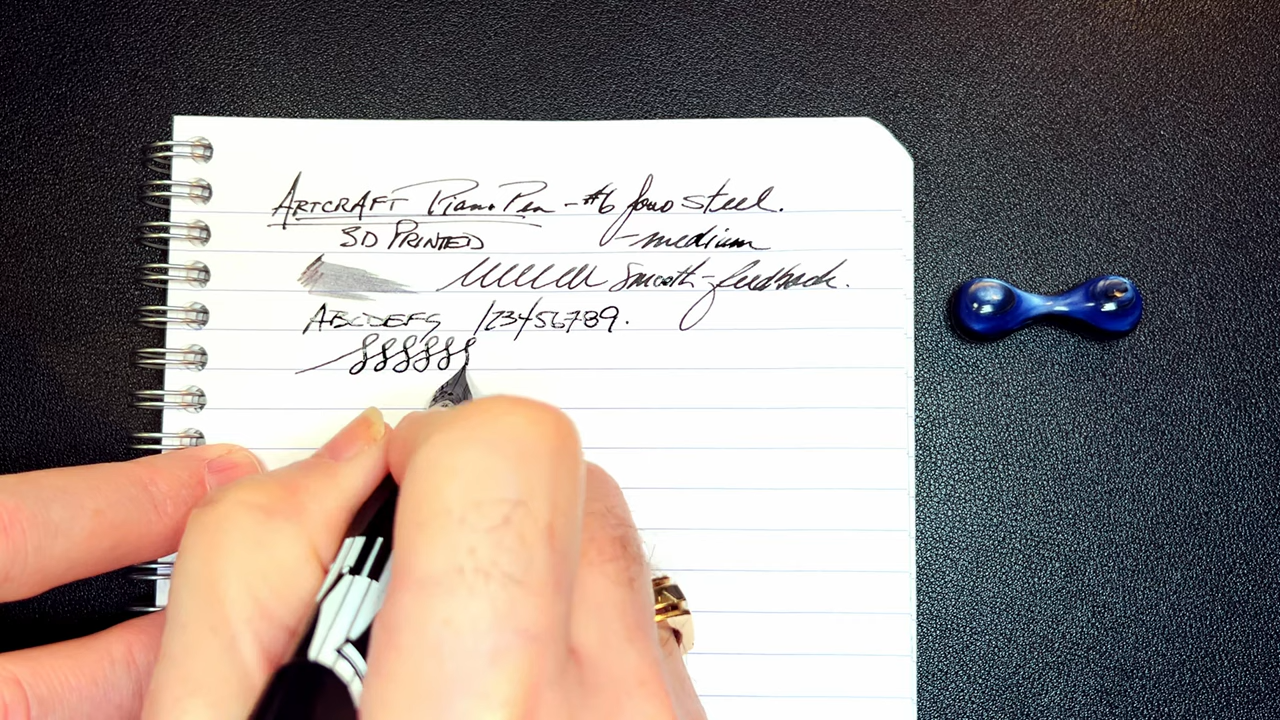 ARTCRAFT Piano Pen - #6 Jowo steel.
3D PRINTED - medium
Smooth - feedback.
ABCDEFG 123456789.